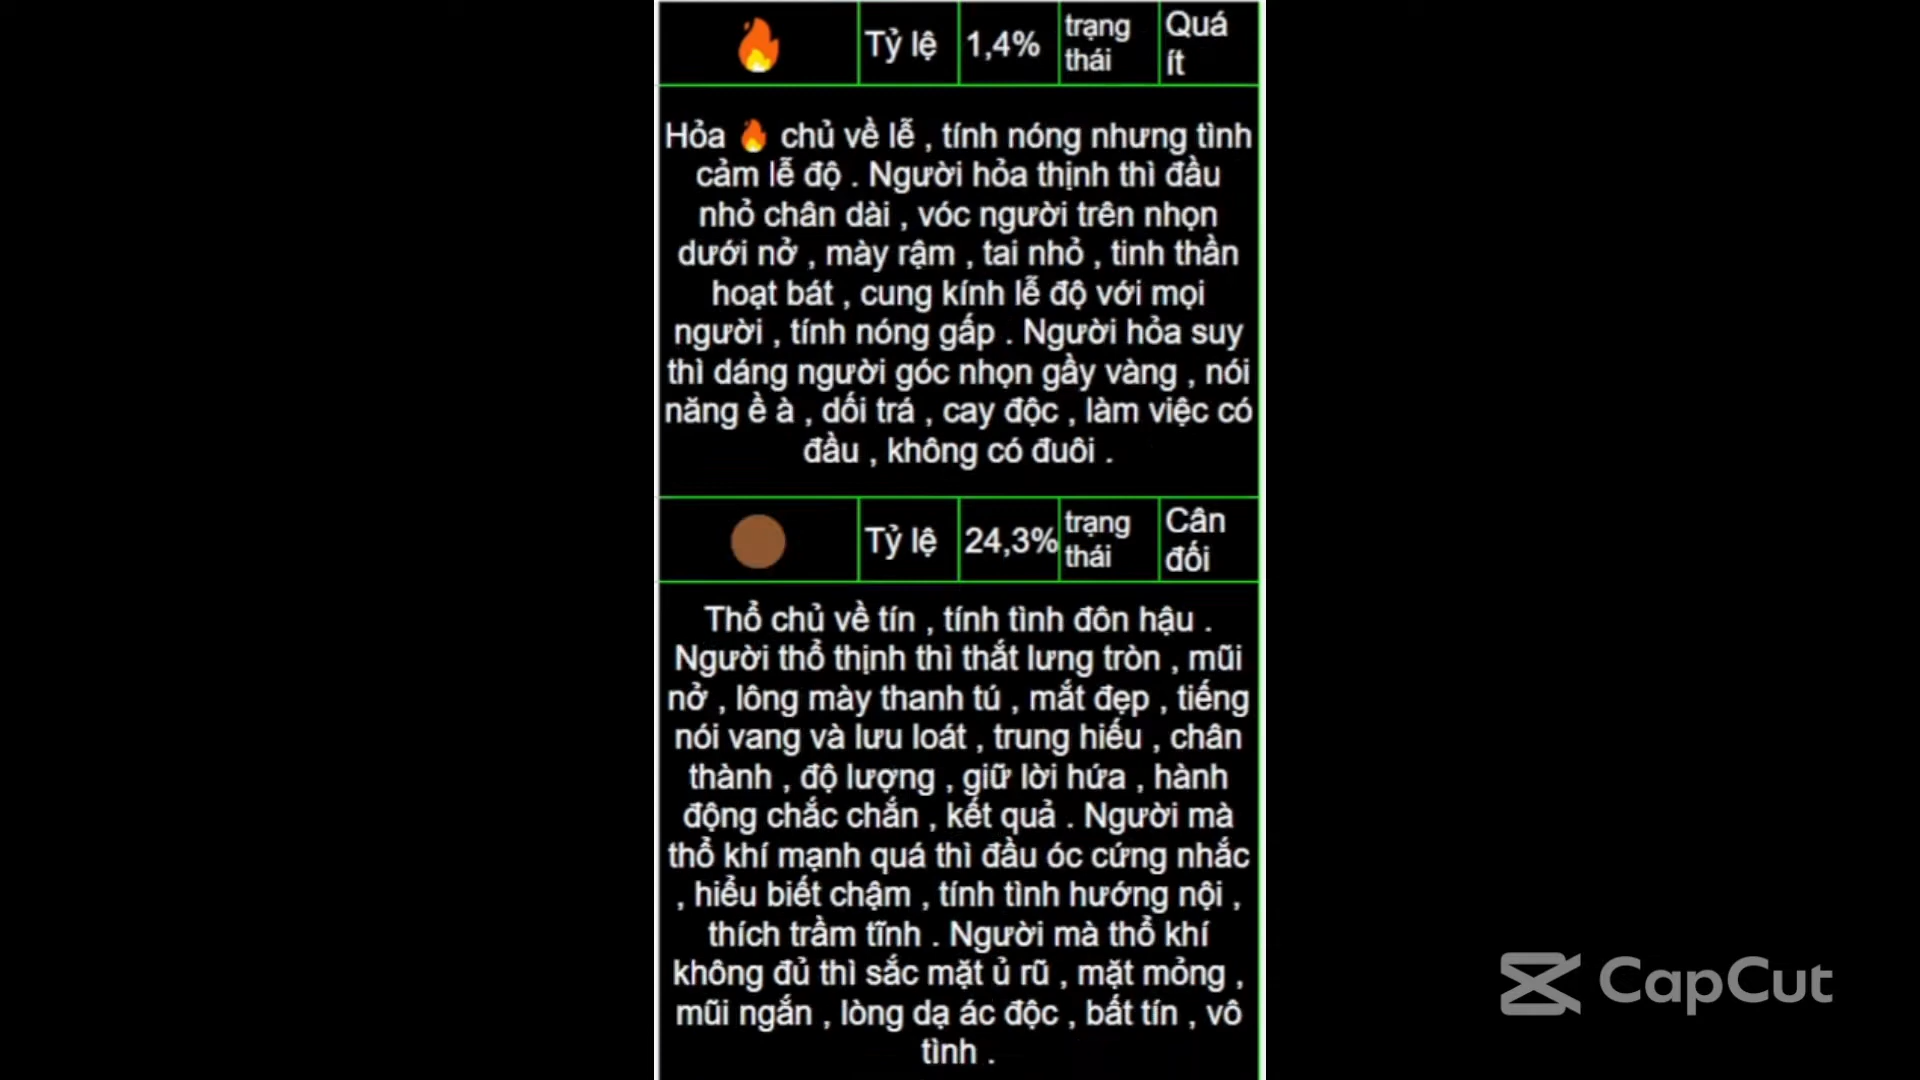 🔥 Tỷ lệ 1,4% trạng thái Quá ít
Hỏa 🔥 chủ về lễ , tính nóng nhưng tình
cảm lễ độ . Người hỏa thịnh thì đầu
nhỏ chân dài , vóc người trên nhọn
dưới nở , mày rậm , tai nhỏ , tinh thần
hoạt bát , cung kính lễ độ với mọi
người , tính nóng gấp . Người hỏa suy
thì dáng người góc nhọn gầy vàng , nói
năng ề à , dối trá , cay độc , làm việc có
đầu , không có đuôi .
🟤 Tỷ lệ 24,3% trạng thái Cân đối
Thổ chủ về tín , tính tình đôn hậu .
Người thổ thịnh thì thắt lưng tròn , mũi
nở , lông mày thanh tú , mắt đẹp , tiếng
nói vang và lưu loát , trung hiếu , chân
thành , độ lượng , giữ lời hứa , hành
động chắc chắn , kết quả . Người mà
thổ khí mạnh quá thì đầu óc cứng nhắc
, hiểu biết chậm , tính tình hướng nội ,
thích trầm tĩnh . Người mà thổ khí
không đủ thì sắc mặt ủ rũ , mặt mỏng ,
mũi ngắn , lòng dạ ác độc , bất tín , vô
tình .
CapCut